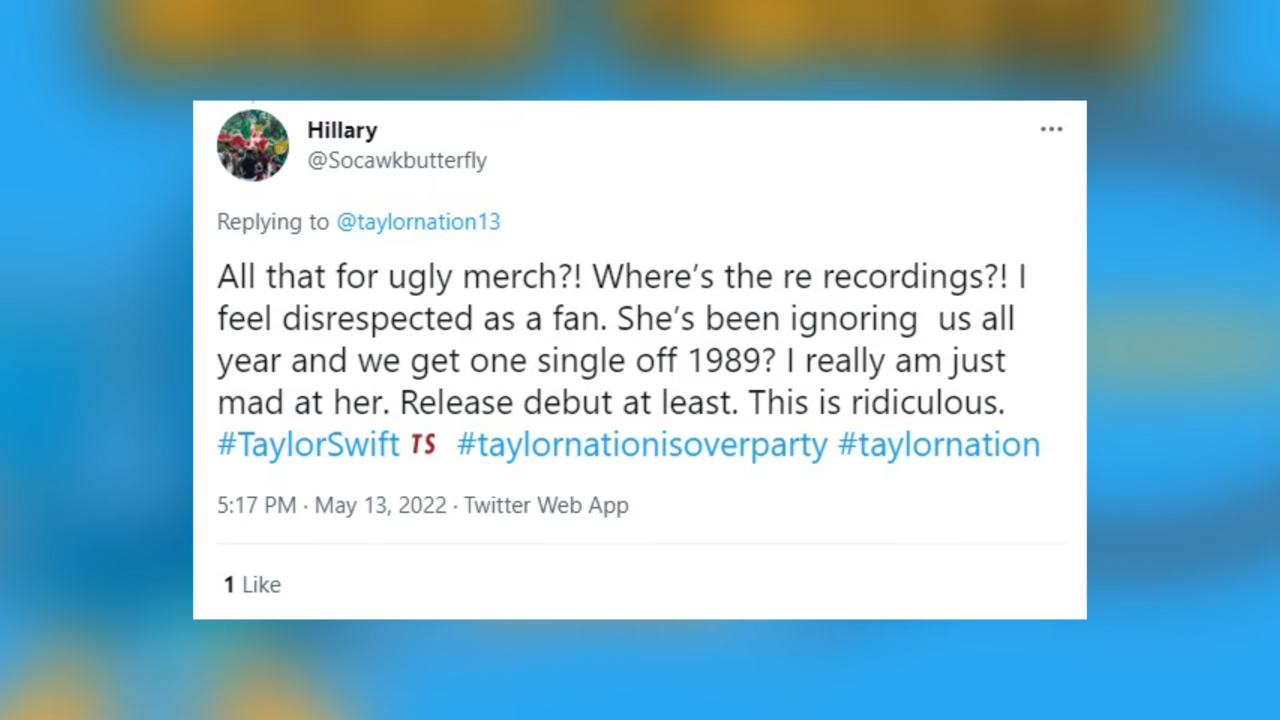 Hillary
@Socawkbutterfly
Replying to @taylornation13
All that for ugly merch?! Where’s the re recordings?! I
feel disrespected as a fan. She’s been ignoring  us all
year and we get one single off 1989? I really am just
mad at her. Release debut at least. This is ridiculous.
#TaylorSwift TS #taylornationisoverparty #taylornation
5:17 PM · May 13, 2022 · Twitter Web App
1 Like